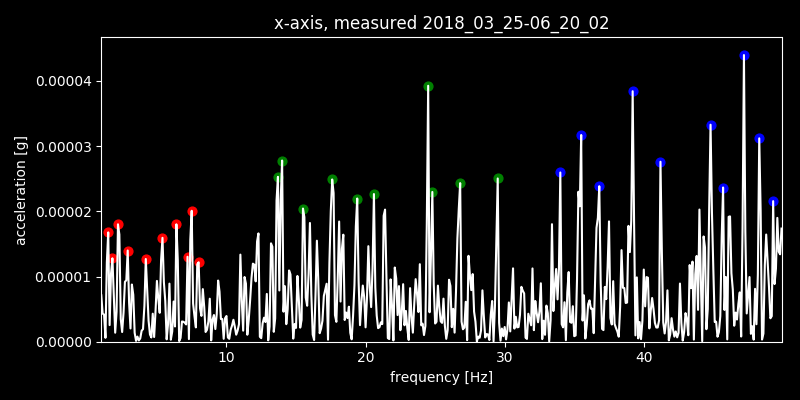 x-axis, measured 2018_03_25-06_20_02
0.00004
0.00003
0.00002
0.00001
0.00000
acceleration [g]
10 20 30 40
frequency [Hz]